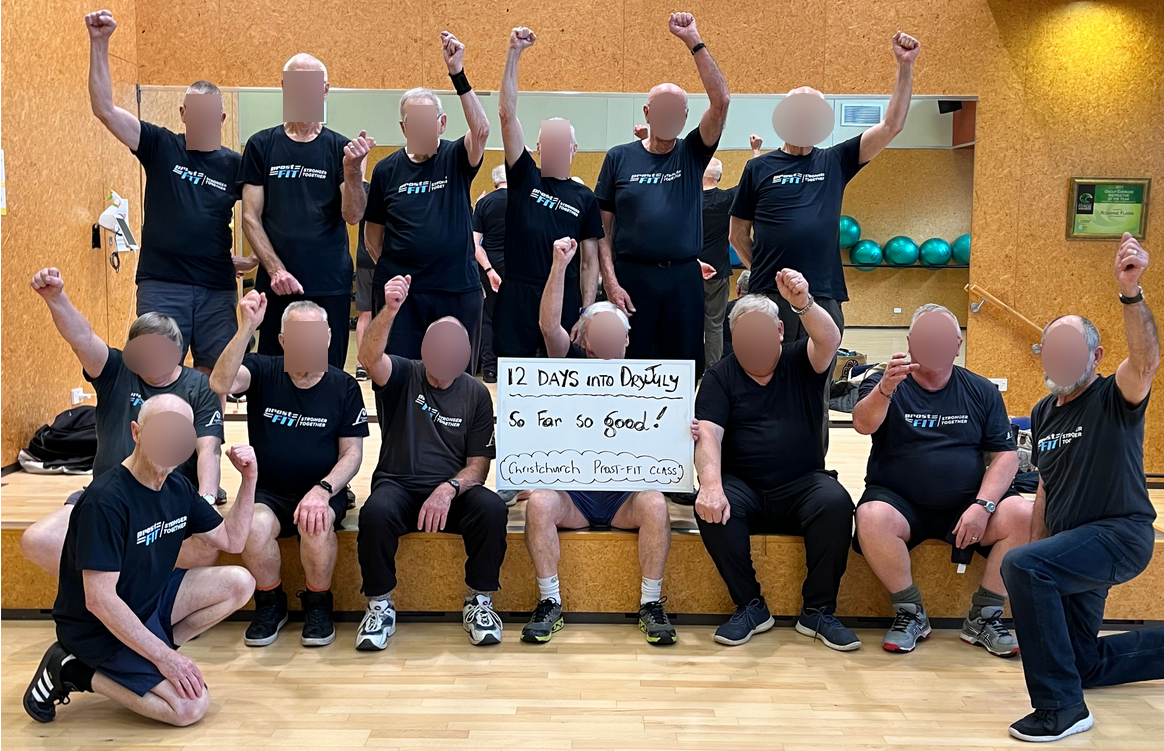 prost FIT | STRONGER TOGETHER
12 DAYS into DRYJULY
So Far so good!
Christchurch PROST-FIT CLASS